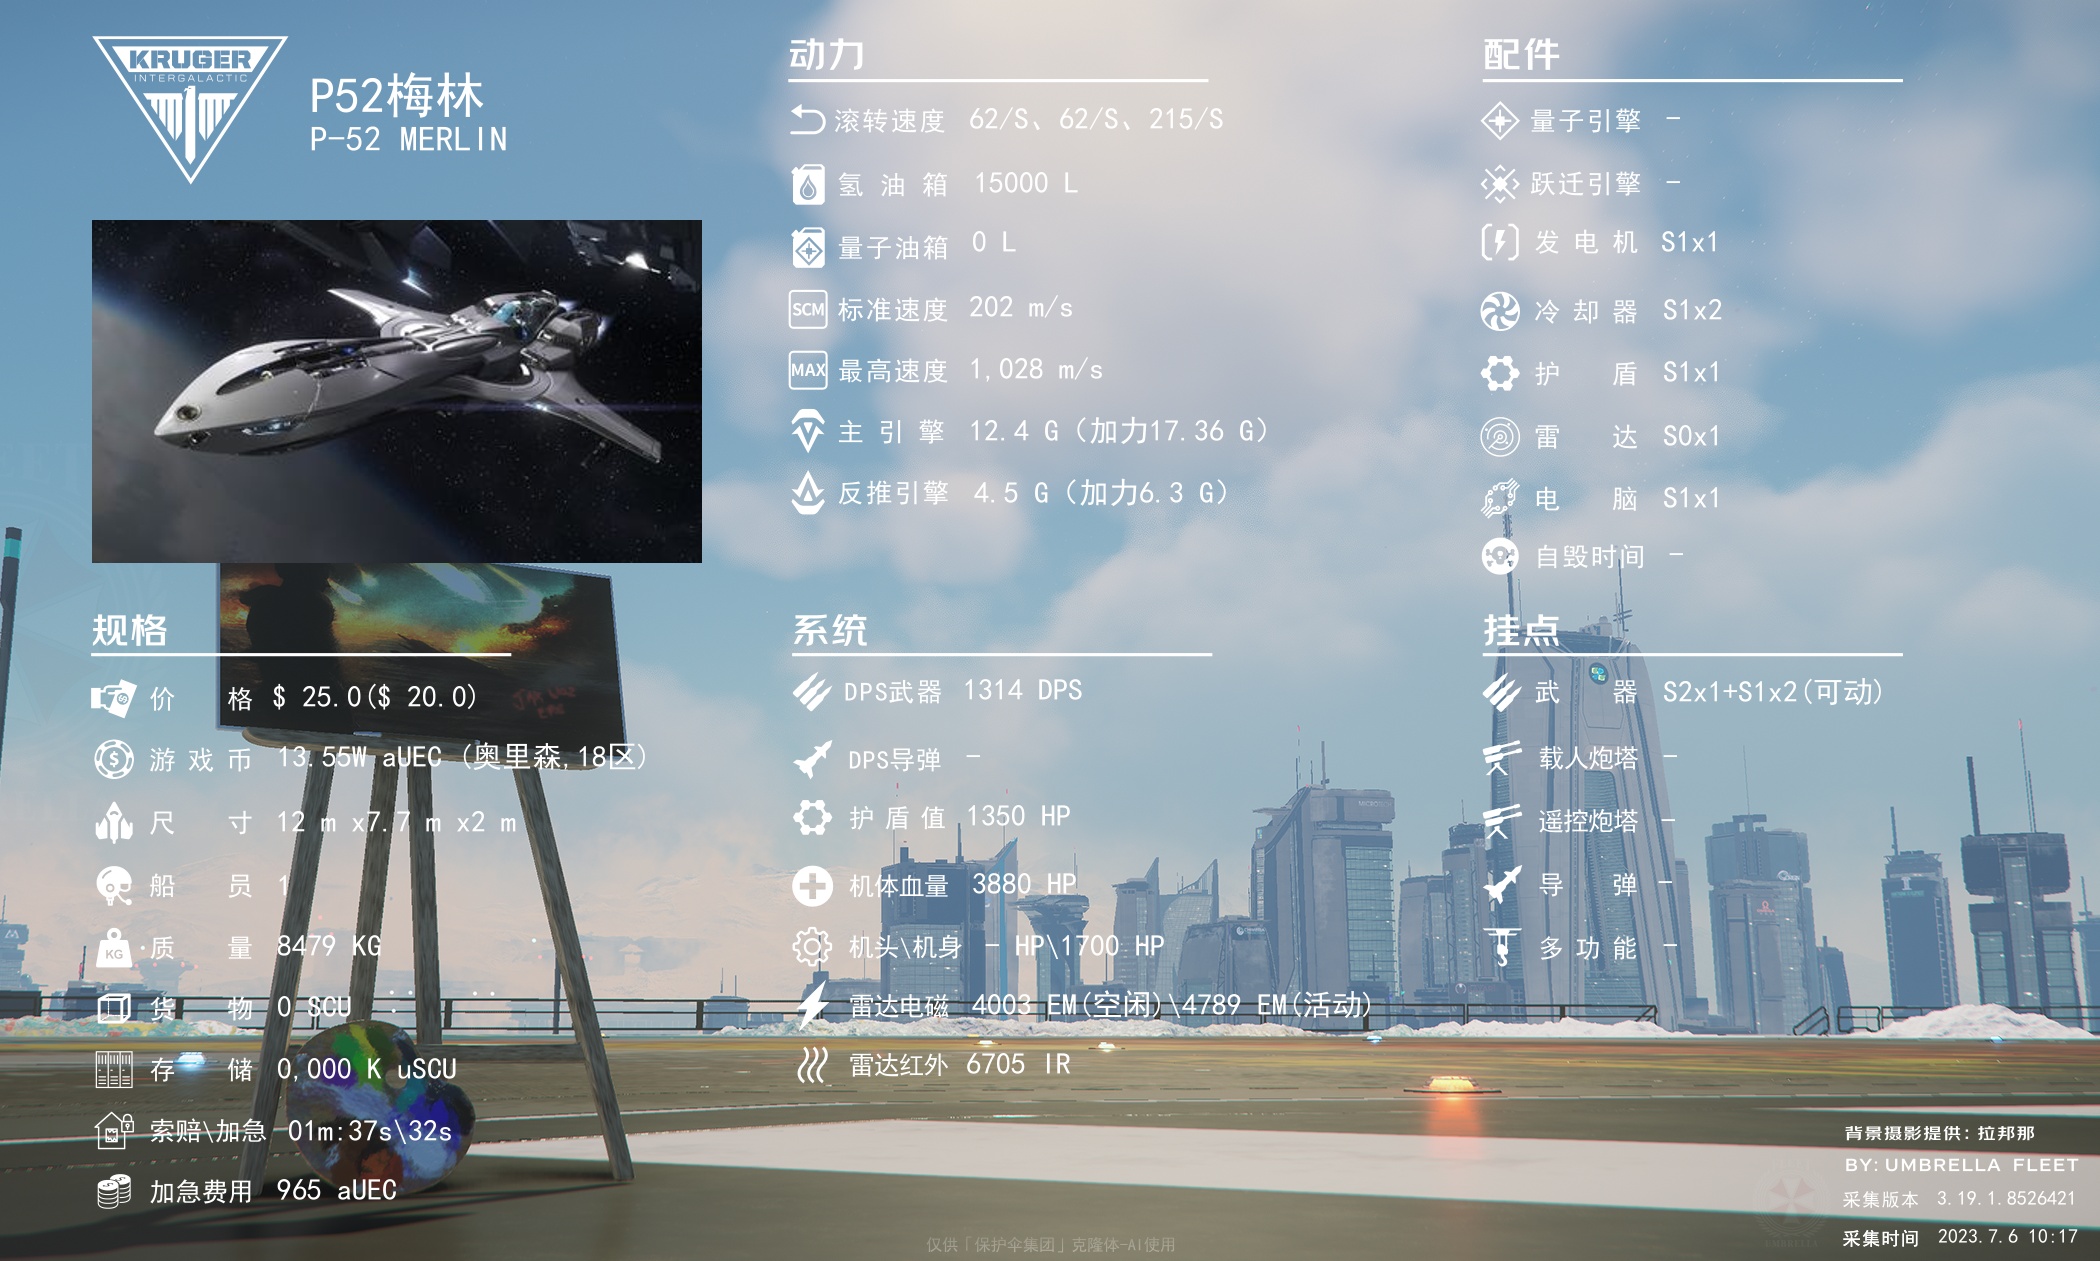 KRUGER
INTERGALACTIC
P52梅林
P-52 MERLIN
规格
价格 $ 25.0($ 20.0)
游戏币 13.55W aUEC (奥里森,18区)
尺寸 12 m x7.7 m x2 m
船员 1
KG 质量 8479 KG
货物 0 SCU
存储 0,000 K uSCU
索赔\加急 01m:37s\32s
加急费用 965 aUEC
动力
滚转速度 62/S、62/S、215/S
氢油箱 15000 L
量子油箱 0 L
SCM 标准速度 202 m/s
MAX 最高速度 1,028 m/s
主引擎 12.4 G（加力17.36 G）
反推引擎 4.5 G（加力6.3 G）
系统
DPS武器 1314 DPS
DPS导弹 -
护盾值 1350 HP
机体血量 3880 HP
机头\机身 - HP\1700 HP
雷达电磁 4003 EM(空闲)\4789 EM(活动)
雷达红外 6705 IR
配件
量子引擎 -
跃迁引擎 -
发电机 S1x1
冷却器 S1x2
护盾 S1x1
雷达 S0x1
电脑 S1x1
自毁时间 -
挂点
武器 S2x1+S1x2(可动)
载人炮塔 -
遥控炮塔 -
导弹 -
多功能 -
背景摄影提供：拉邦那
BY: UMBRELLA FLEET
采集版本 3.19.1.8526421
采集时间 2023.7.6 10:17
仅供「保护伞集团」克隆体-AI使用